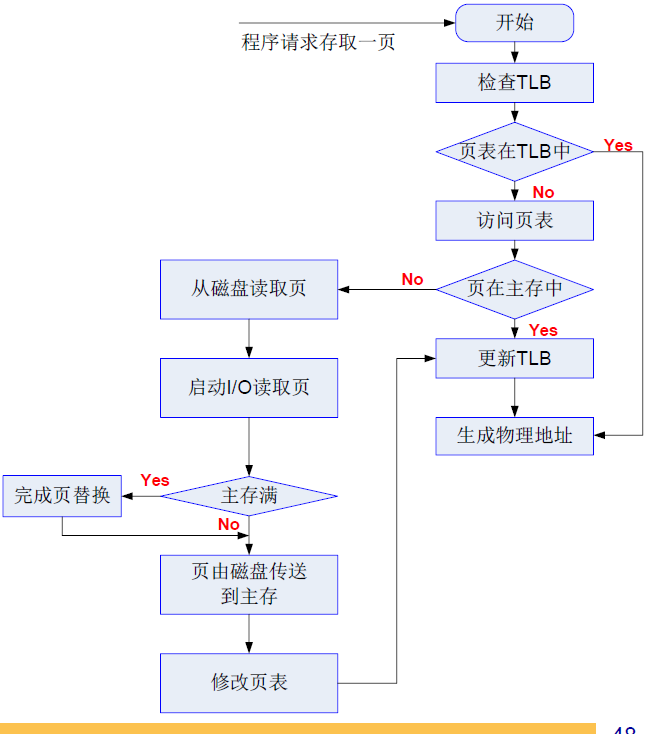 开始
程序请求存取一页
检查TLB
页表在TLB中
Yes
No
访问页表
从磁盘读取页
No
页在主存中
Yes
更新TLB
启动I/O读取页
生成物理地址
完成页替换
Yes
主存满
No
页由磁盘传送
到主存
修改页表
48